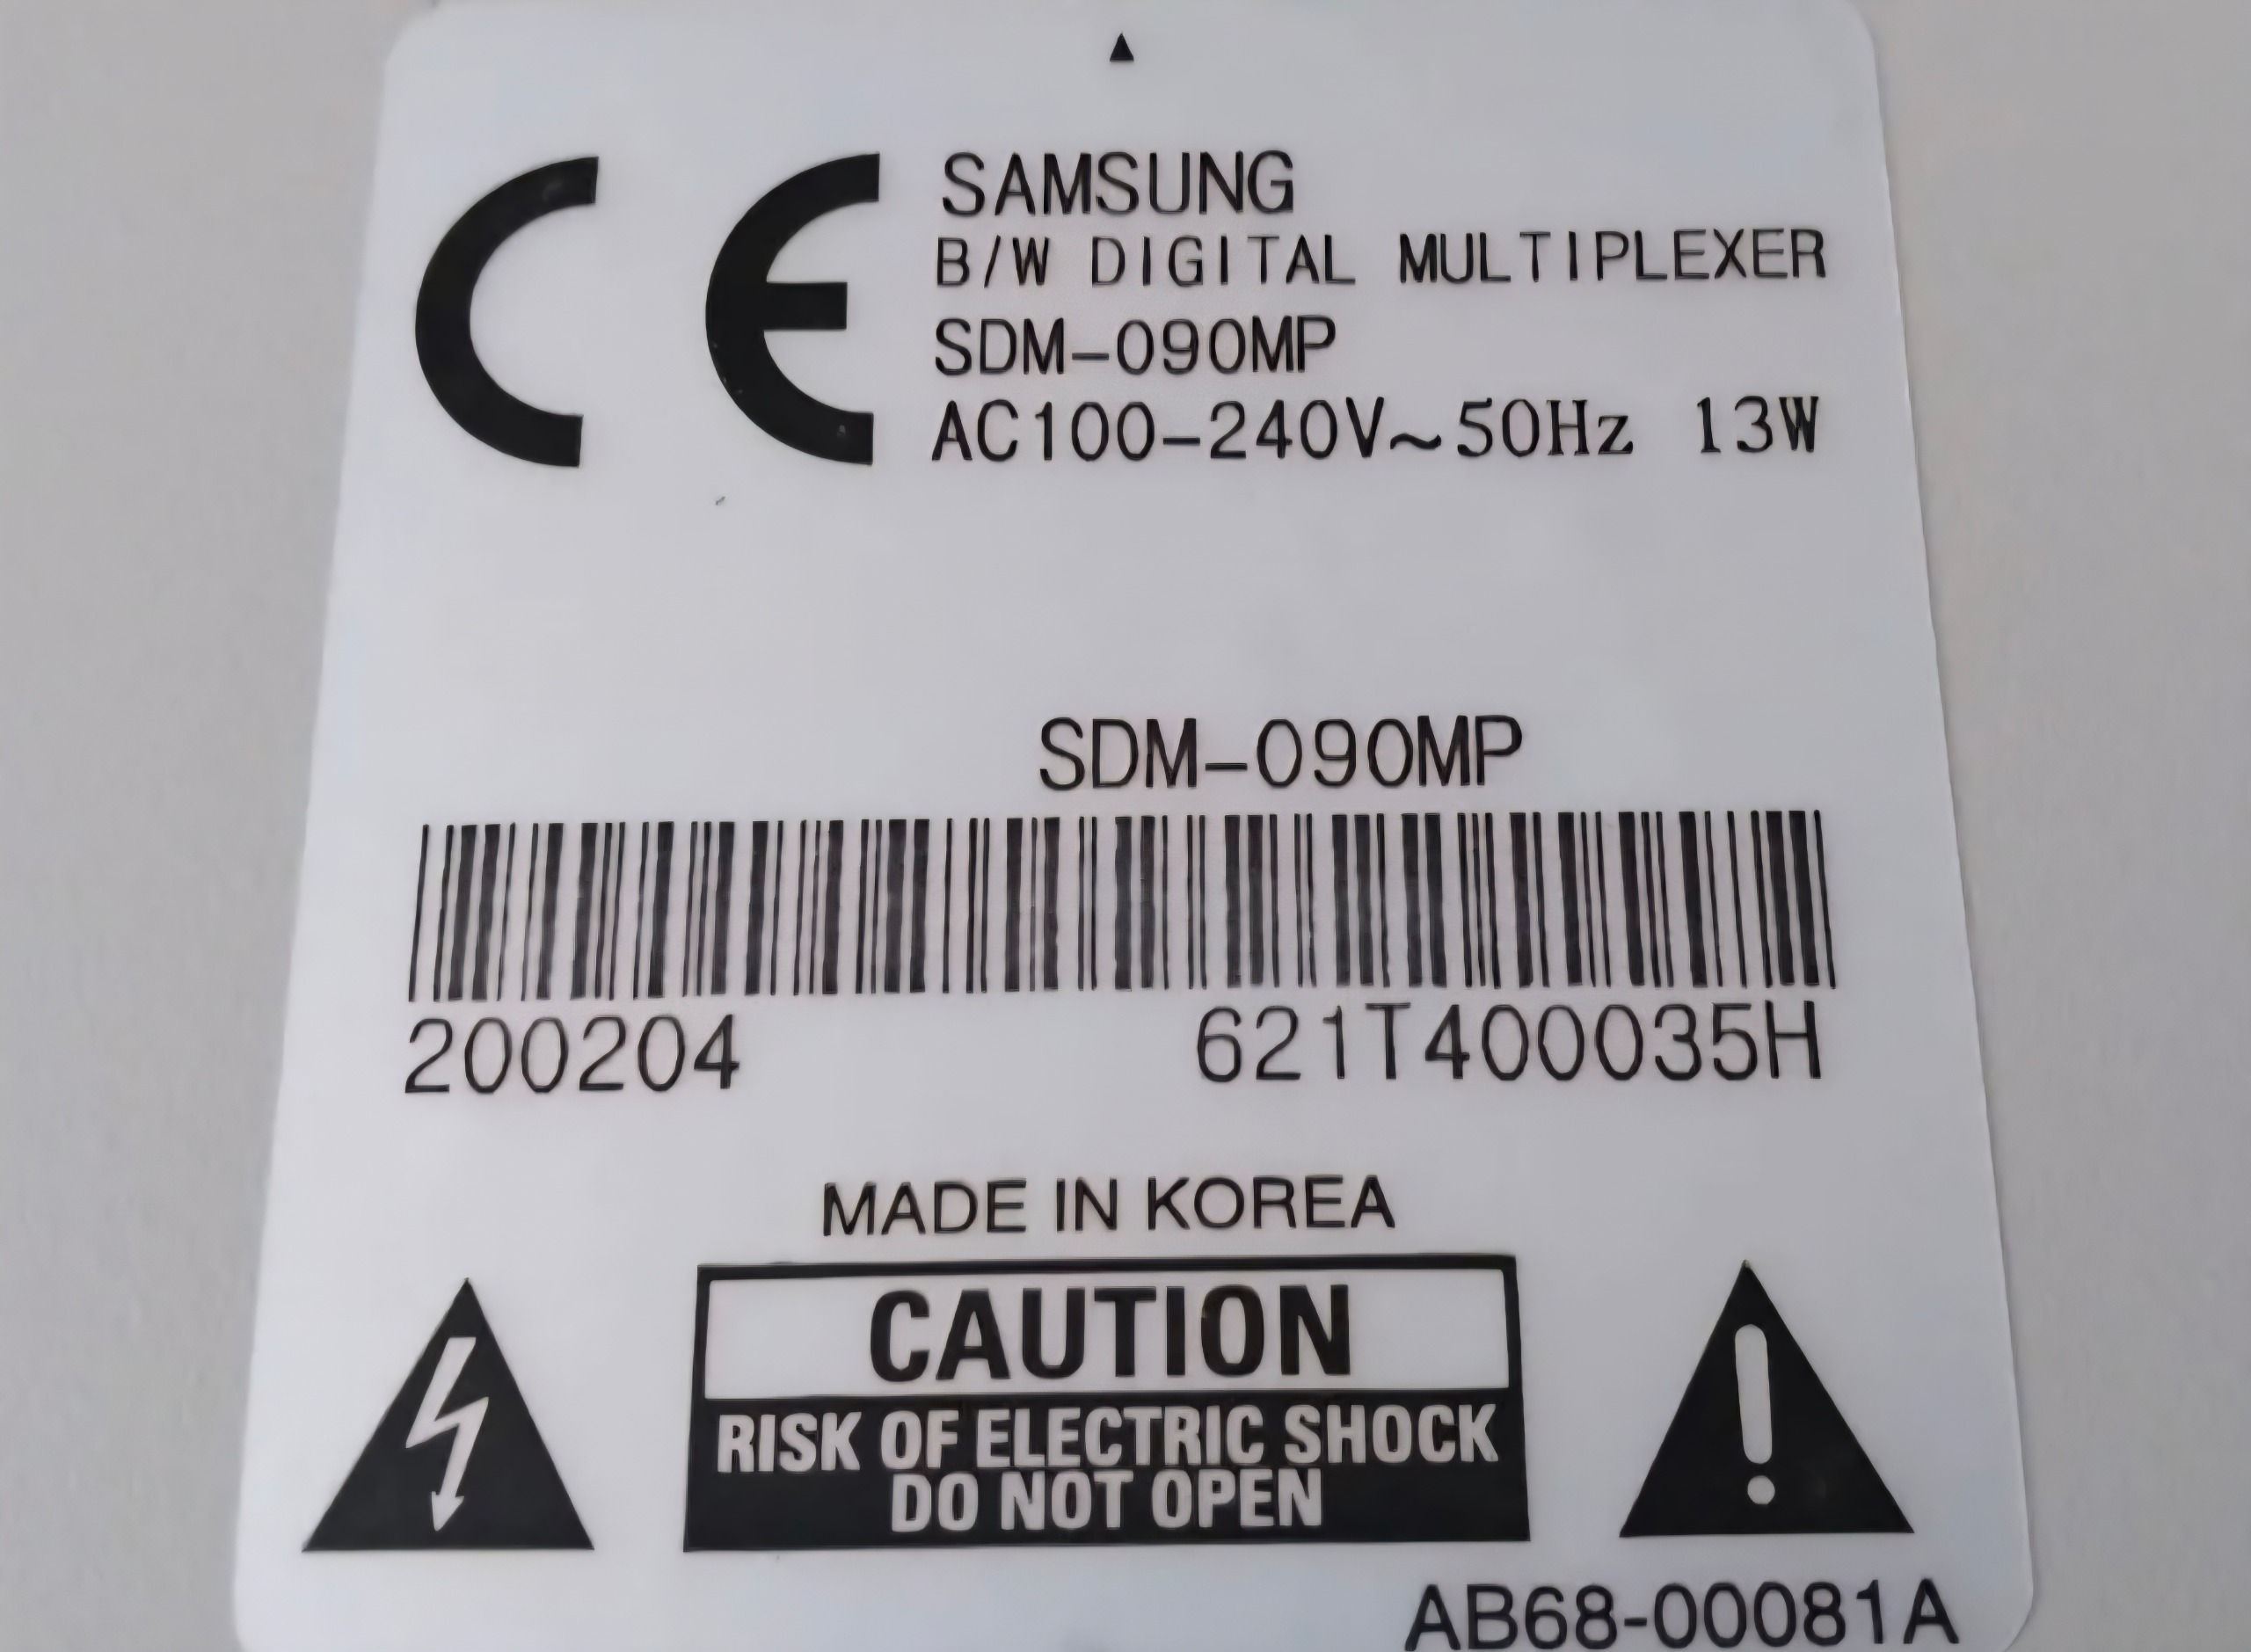 CE
SAMSUNG
B/W DIGITAL MULTIPLEXER
SDM-090MP
AC100-240V~50Hz 13W
SDM-090MP
200204 621T400035H
MADE IN KOREA
CAUTION
RISK OF ELECTRIC SHOCK
DO NOT OPEN
AB68-00081A